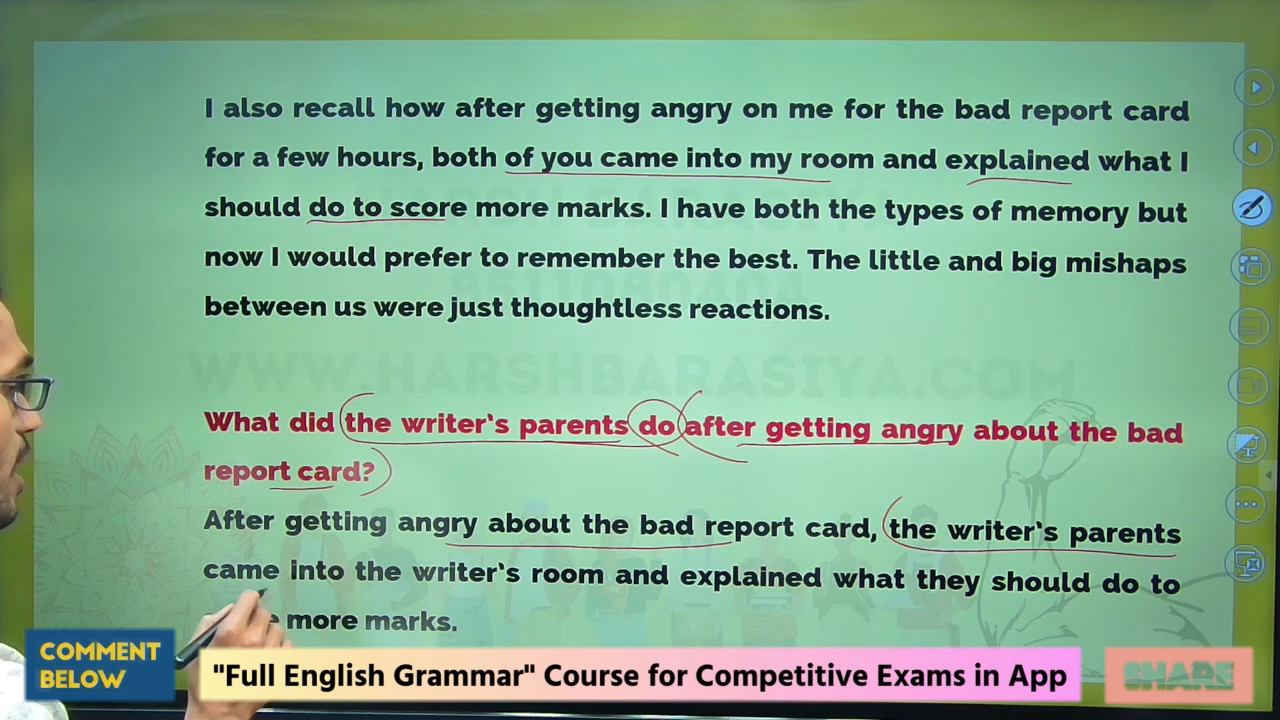 I also recall how after getting angry on me for the bad report card
for a few hours, both of you came into my room and explained what I
should do to score more marks. I have both the types of memory but
now I would prefer to remember the best. The little and big mishaps
between us were just thoughtless reactions.
WWW.HARSHBARASIYA.COM
What did the writer's parents do after getting angry about the bad
report card?
After getting angry about the bad report card, the writer's parents
came into the writer's room and explained what they should do to
more marks.
COMMENT
BELOW
"Full English Grammar" Course for Competitive Exams in App
SHARE